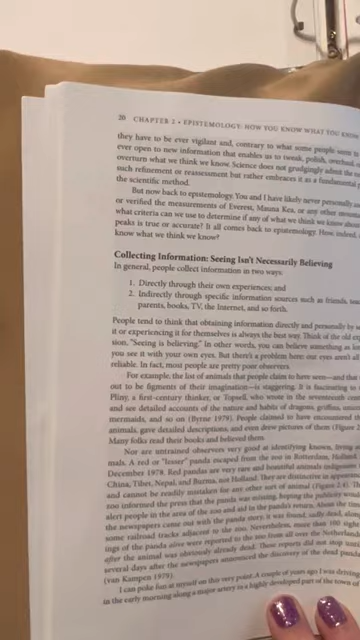 20 CHAPTER 2 • EPISTEMOLOGY: HOW YOU KNOW WHAT YOU KNOW
they have to be ever vigilant and, contrary to what some people seem to
ever open to new information that enables us to tweak, polish, overhaul, or
overturn what we think we know. Science does not grudgingly admit the
such refinement or reassessment but rather embraces it as a fundamental
the scientific method.
But now back to epistemology. You and I have likely never personally
or verified the measurements of Everest, Mauna Kea, or any other
what criteria can we use to determine if any of what we think we know about
peaks is true or accurate? It all comes back to epistemology. How, indeed,
know what we think we know?
Collecting Information: Seeing Isn't Necessarily Believing
In general, people collect information in two ways:
1. Directly through their own experiences; and
2. Indirectly through specific information sources such as friends,
parents, books, TV, the Internet, and so forth.
People tend to think that obtaining information directly and personally by
it or experiencing it for themselves is always the best way. Think of the old
sion, "Seeing is believing." In other words, you can believe something as long
you see it with your own eyes. But there's a problem here: our eyes aren't all
reliable. In fact, most people are pretty poor observers.
For example, the list of animals that people claim to have seen—and that
out to be figments of their imagination—is staggering. It is fascinating to
Pliny, a first-century thinker, or Topsell, who wrote in the seventeenth
and see detailed accounts of the nature and habits of dragons, griffins,
mermaids, and so on (Byrne 1979). People claimed to have encountered
animals, gave detailed descriptions, and even drew pictures of them (Figure 2
Many folks read their books and believed them.
Nor are untrained observers very good at identifying known, living
mals. A red or "lesser" panda escaped from the zoo in Rotterdam, Holland
December 1978. Red pandas are very rare and beautiful animals indigenous
China, Tibet, Nepal, and Burma, not Holland. They are distinctive in
and cannot be readily mistaken for any other sort of animal (Figure 2.4). The
zoo informed the press that the panda was missing, hoping the publicity would
alert people in the area of the zoo and aid in the panda's return. About the time
the newspapers came out with the panda story, it was found, sadly dead, along
some railroad tracks adjacent to the zoo. Nevertheless, more than 100
ings of the panda alive were reported to the zoo from all over the Netherlands
after the animal was obviously already dead. These reports did not stop until
several days after the newspapers announced the discovery of the dead panda
(van Kampen 1979).
I can poke fun at myself on this very point. A couple of years ago I was driving
in the early morning along a major artery in a highly developed part of the town of